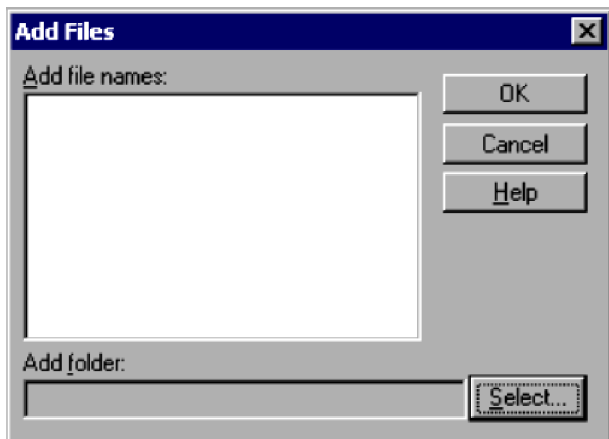 Add Files
Add file names:
OK
Cancel
Help
Add folder:
Select...